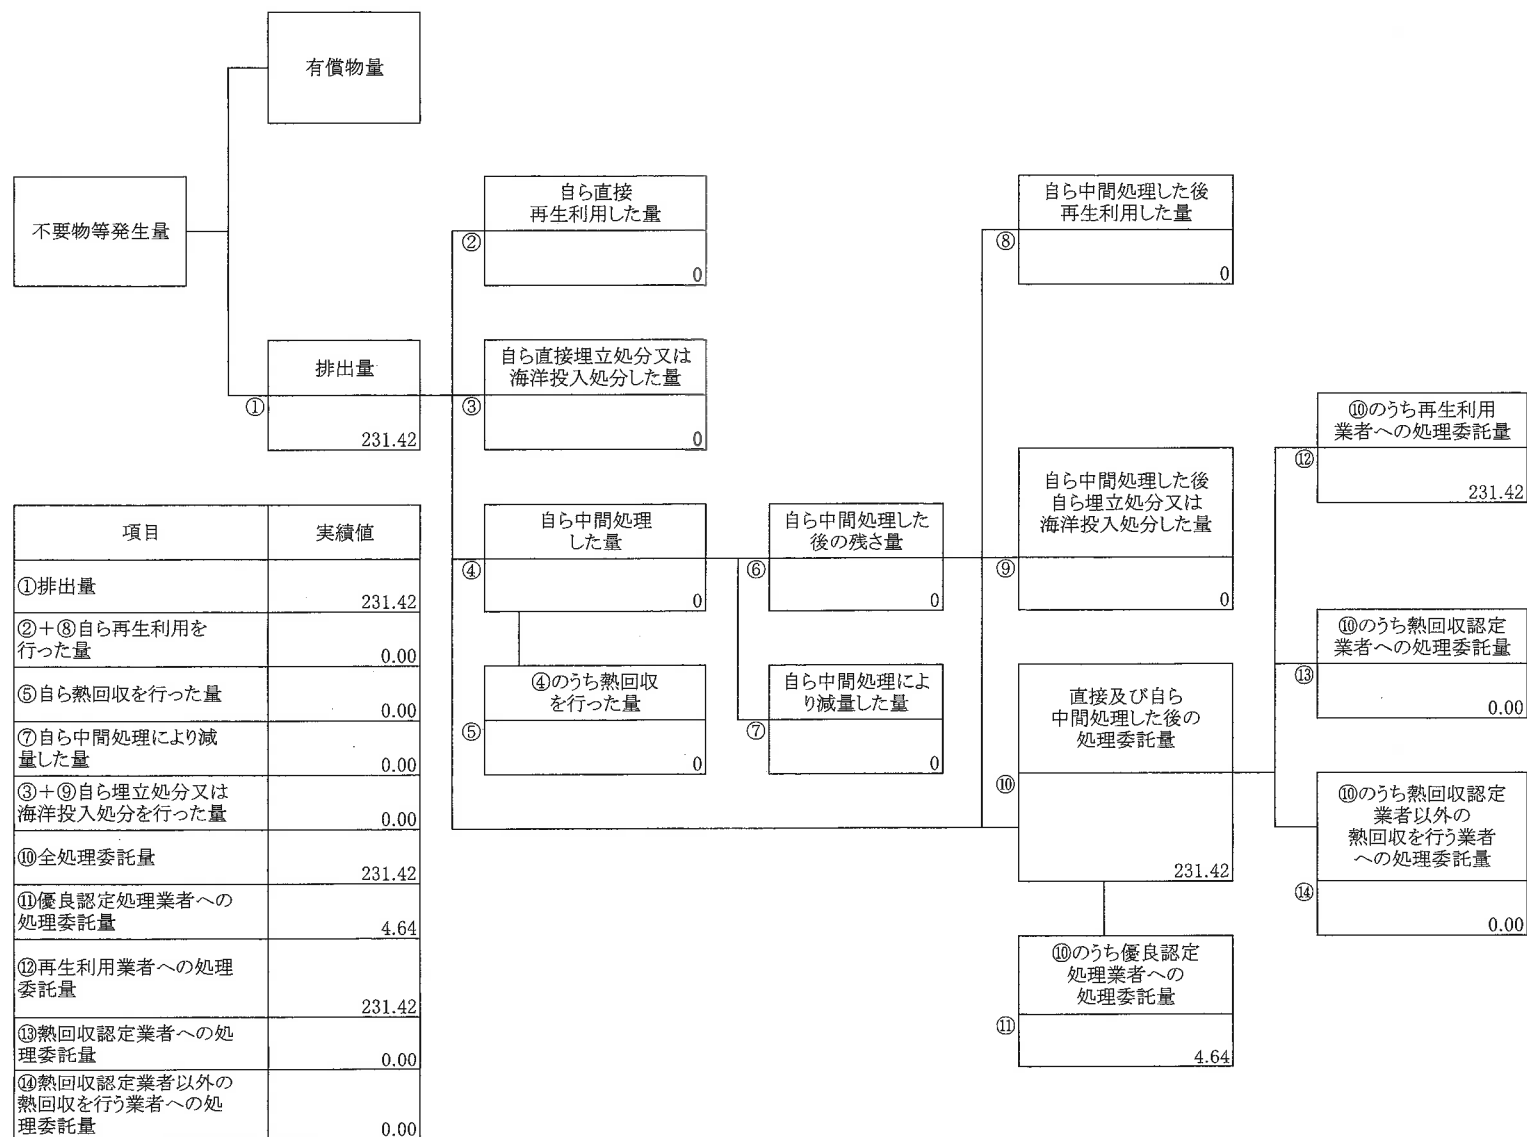 有償物量
不要物等発生量
排出量
①
231.42
自ら直接
再生利用した量
②
0
自ら直接埋立処分又は
海洋投入処分した量
③
0
自ら中間処理
した量
④
0
④のうち熱回収
を行った量
⑤
0
自ら中間処理した
後の残さ量
⑥
0
自ら中間処理によ
り減量した量
⑦
0
自ら中間処理した後
再生利用した量
⑧
0
自ら中間処理した後
自ら埋立処分又は
海洋投入処分した量
⑨
0
直接及び自ら
中間処理した後の
処理委託量
⑩
231.42
⑩のうち優良認定
処理業者への
処理委託量
⑪
4.64
⑩のうち再生利用
業者への処理委託量
⑫
231.42
⑩のうち熱回収認定
業者への処理委託量
⑬
0.00
⑩のうち熱回収認定
業者以外の
熱回収を行う業者
への処理委託量
⑭
0.00
項目 実績値
①排出量
231.42
②+⑧自ら再生利用を
行った量 0.00
⑤自ら熱回収を行った量
0.00
⑦自ら中間処理により減
量した量 0.00
③+⑨自ら埋立処分又は
海洋投入処分を行った量 0.00
⑩全処理委託量
231.42
⑪優良認定処理業者への
処理委託量 4.64
⑫再生利用業者への処理
委託量
231.42
⑬熱回収認定業者への処
理委託量 0.00
⑭熱回収認定業者以外の
熱回収を行う業者への処
理委託量 0.00